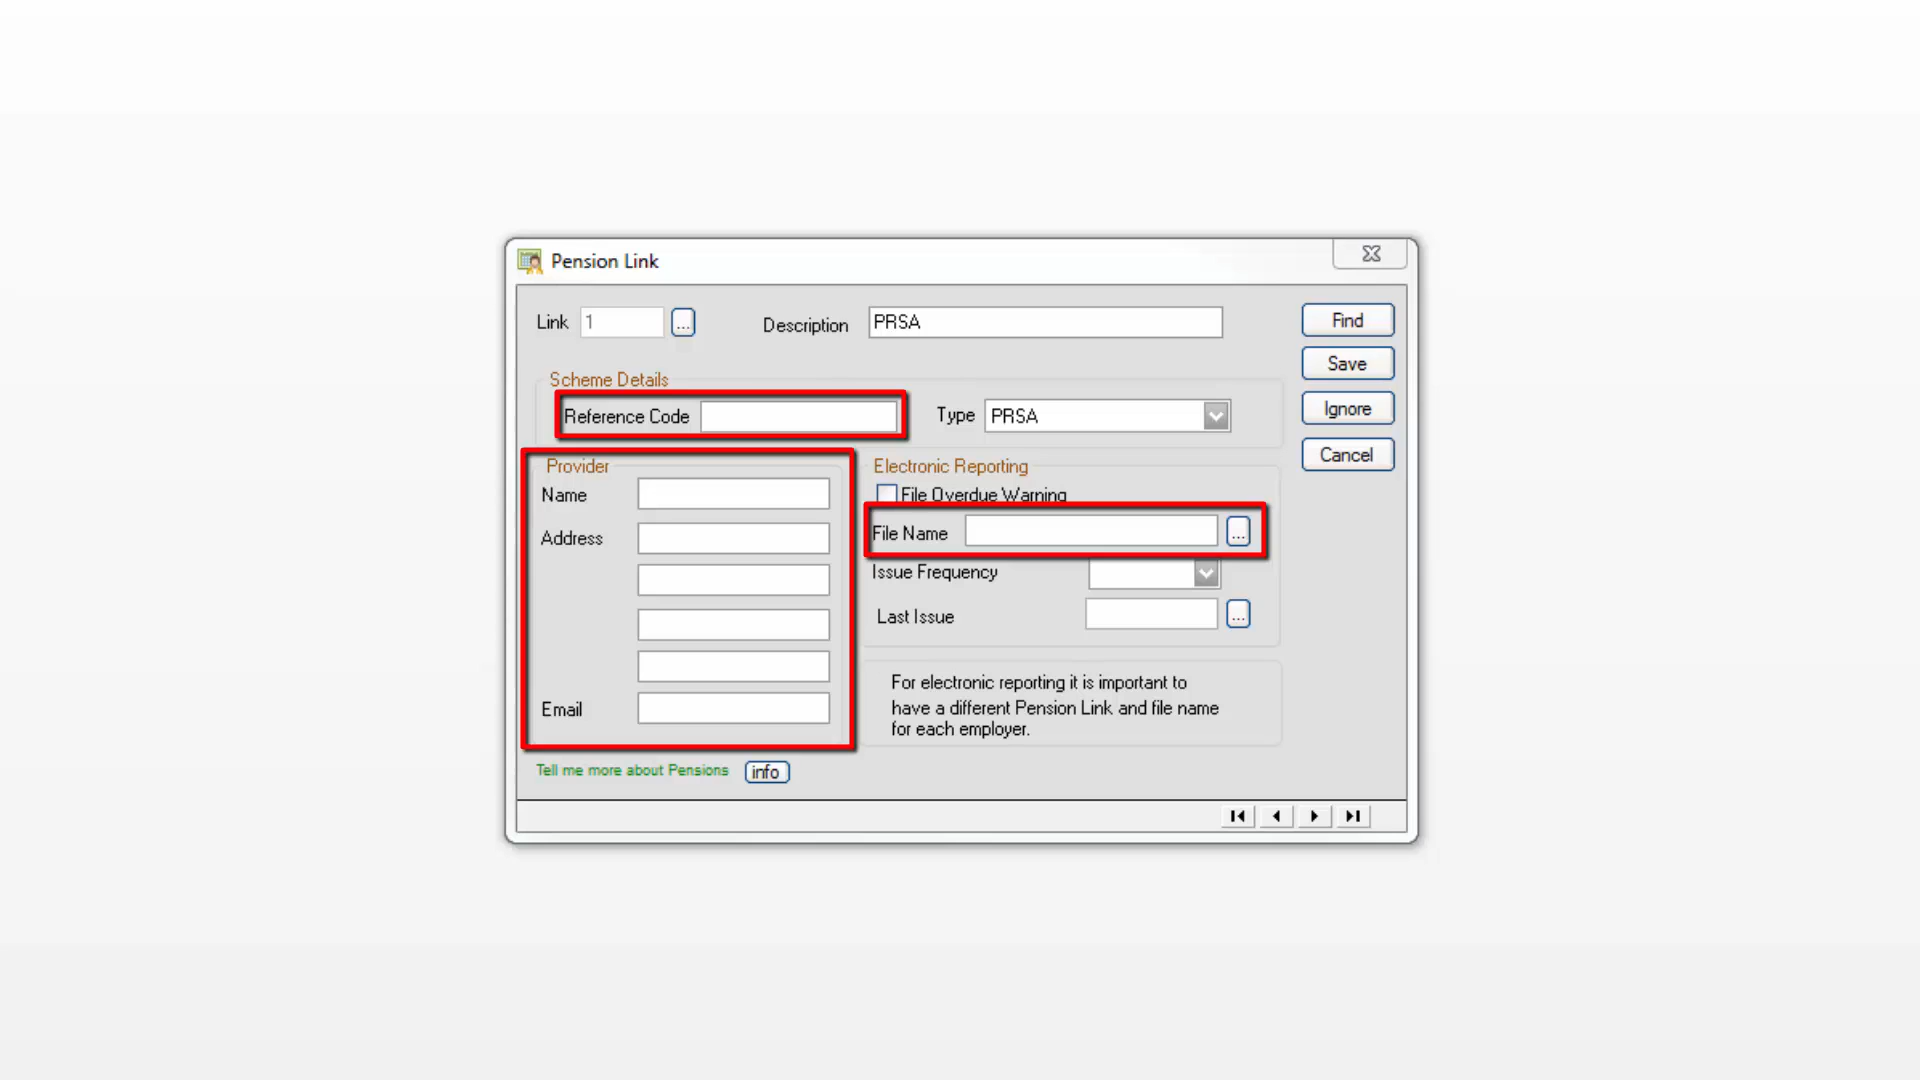 Pension Link
Link 1 ... Description PRSA
Find
Save
Ignore
Cancel
Scheme Details
Reference Code Type PRSA
Provider
Name
Address
Email
Electronic Reporting
File Overdue Warning
File Name ...
Issue Frequency
Last Issue ...
For electronic reporting it is important to
have a different Pension Link and file name
for each employer.
Tell me more about Pensions info